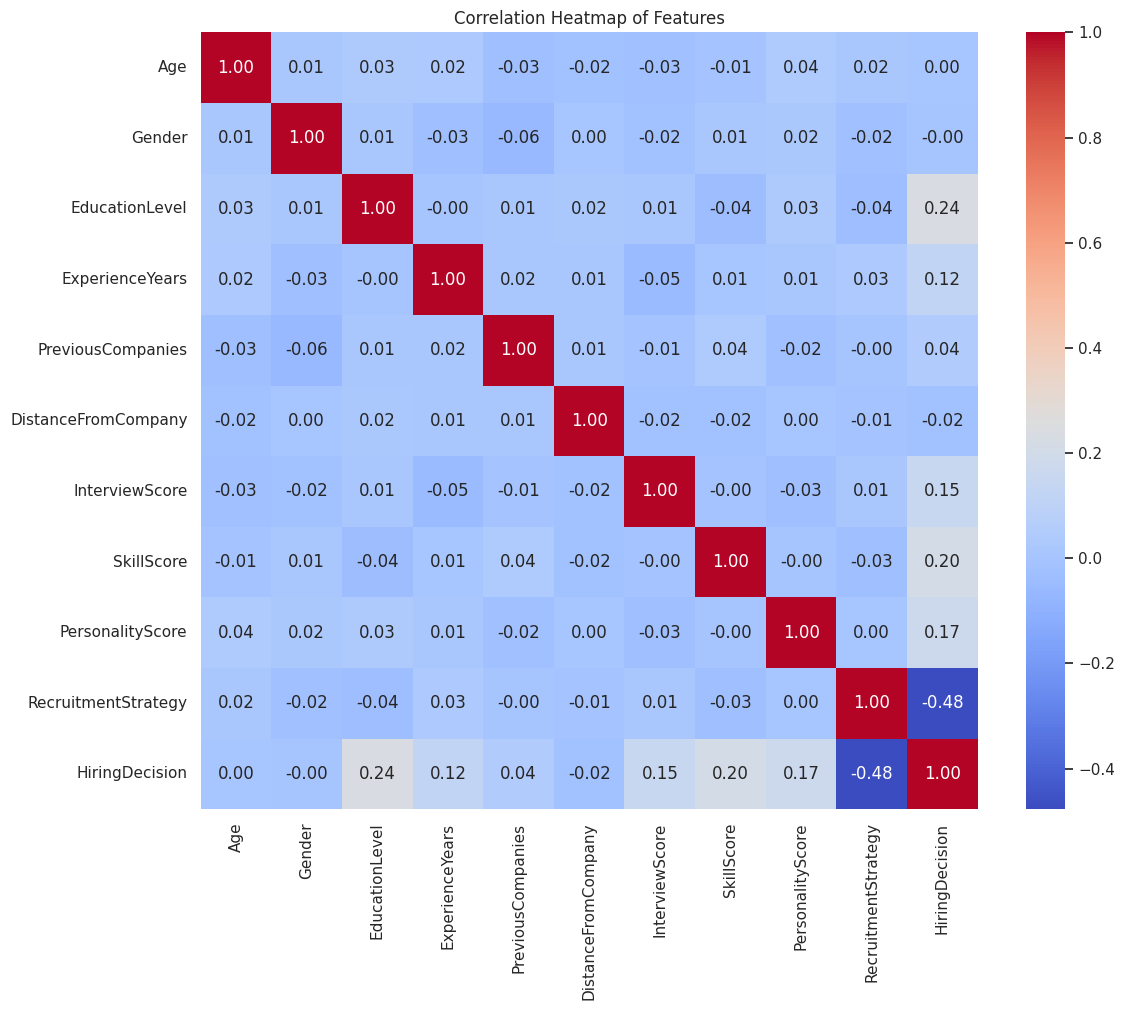 Correlation Heatmap of Features
Age 1.00 0.01 0.03 0.02 -0.03 -0.02 -0.03 -0.01 0.04 0.02 0.00
Gender 0.01 1.00 0.01 -0.03 -0.06 0.00 -0.02 0.01 0.02 -0.02 -0.00
EducationLevel 0.03 0.01 1.00 -0.00 0.01 0.02 0.01 -0.04 0.03 -0.04 0.24
ExperienceYears 0.02 -0.03 -0.00 1.00 0.02 0.01 -0.05 0.01 0.01 0.03 0.12
PreviousCompanies -0.03 -0.06 0.01 0.02 1.00 0.01 -0.01 0.04 -0.02 -0.00 0.04
DistanceFromCompany -0.02 0.00 0.02 0.01 0.01 1.00 -0.02 -0.02 0.00 -0.01 -0.02
InterviewScore -0.03 -0.02 0.01 -0.05 -0.01 -0.02 1.00 -0.00 -0.03 0.01 0.15
SkillScore -0.01 0.01 -0.04 0.01 0.04 -0.02 -0.00 1.00 -0.00 -0.03 0.20
PersonalityScore 0.04 0.02 0.03 0.01 -0.02 0.00 -0.03 -0.00 1.00 0.00 0.17
RecruitmentStrategy 0.02 -0.02 -0.04 0.03 -0.00 -0.01 0.01 -0.03 0.00 1.00 -0.48
HiringDecision 0.00 -0.00 0.24 0.12 0.04 -0.02 0.15 0.20 0.17 -0.48 1.00
Age
Gender
EducationLevel
ExperienceYears
PreviousCompanies
DistanceFromCompany
InterviewScore
SkillScore
PersonalityScore
RecruitmentStrategy
HiringDecision
1.0
0.8
0.6
0.4
0.2
0.0
−0.2
−0.4